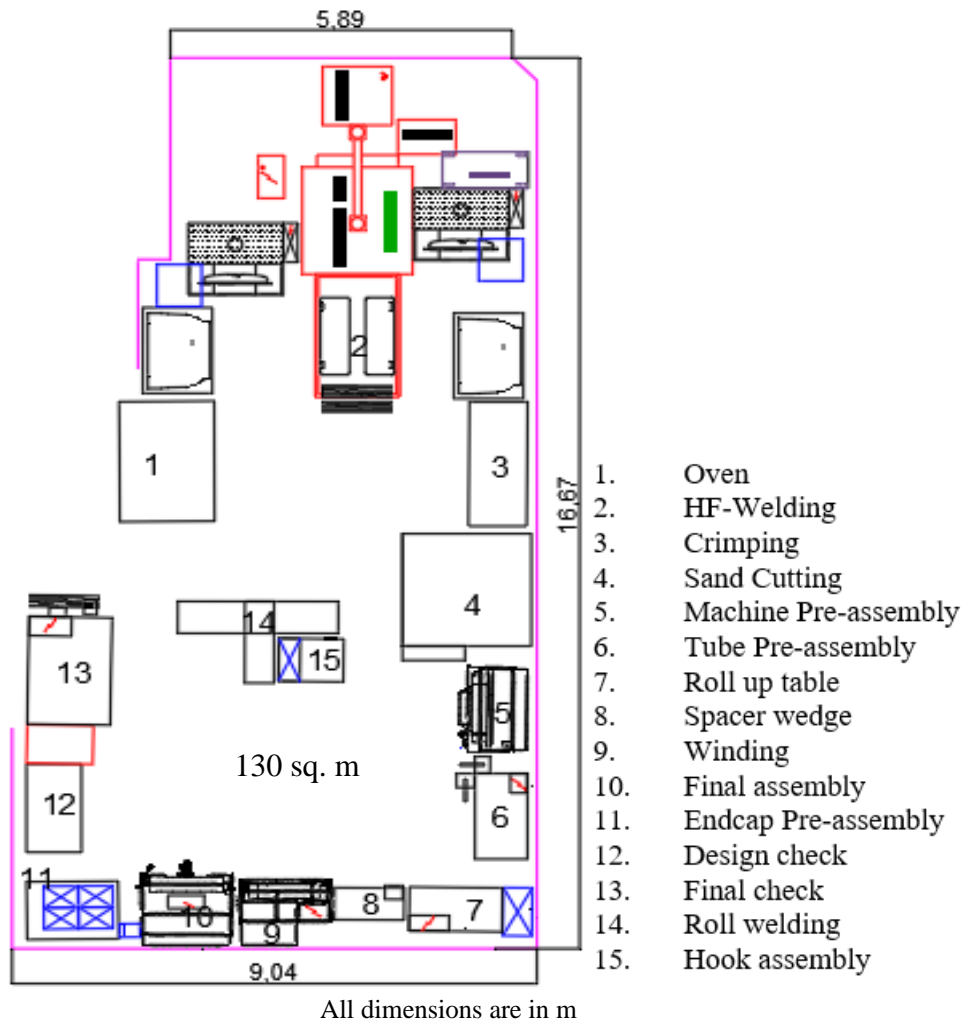 5,89
2
1
3
16,67
14
4
15
13
5
130 sq. m
12
6
11
10
9
8
7
9,04
1. Oven
2. HF-Welding
3. Crimping
4. Sand Cutting
5. Machine Pre-assembly
6. Tube Pre-assembly
7. Roll up table
8. Spacer wedge
9. Winding
10. Final assembly
11. Endcap Pre-assembly
12. Design check
13. Final check
14. Roll welding
15. Hook assembly
All dimensions are in m